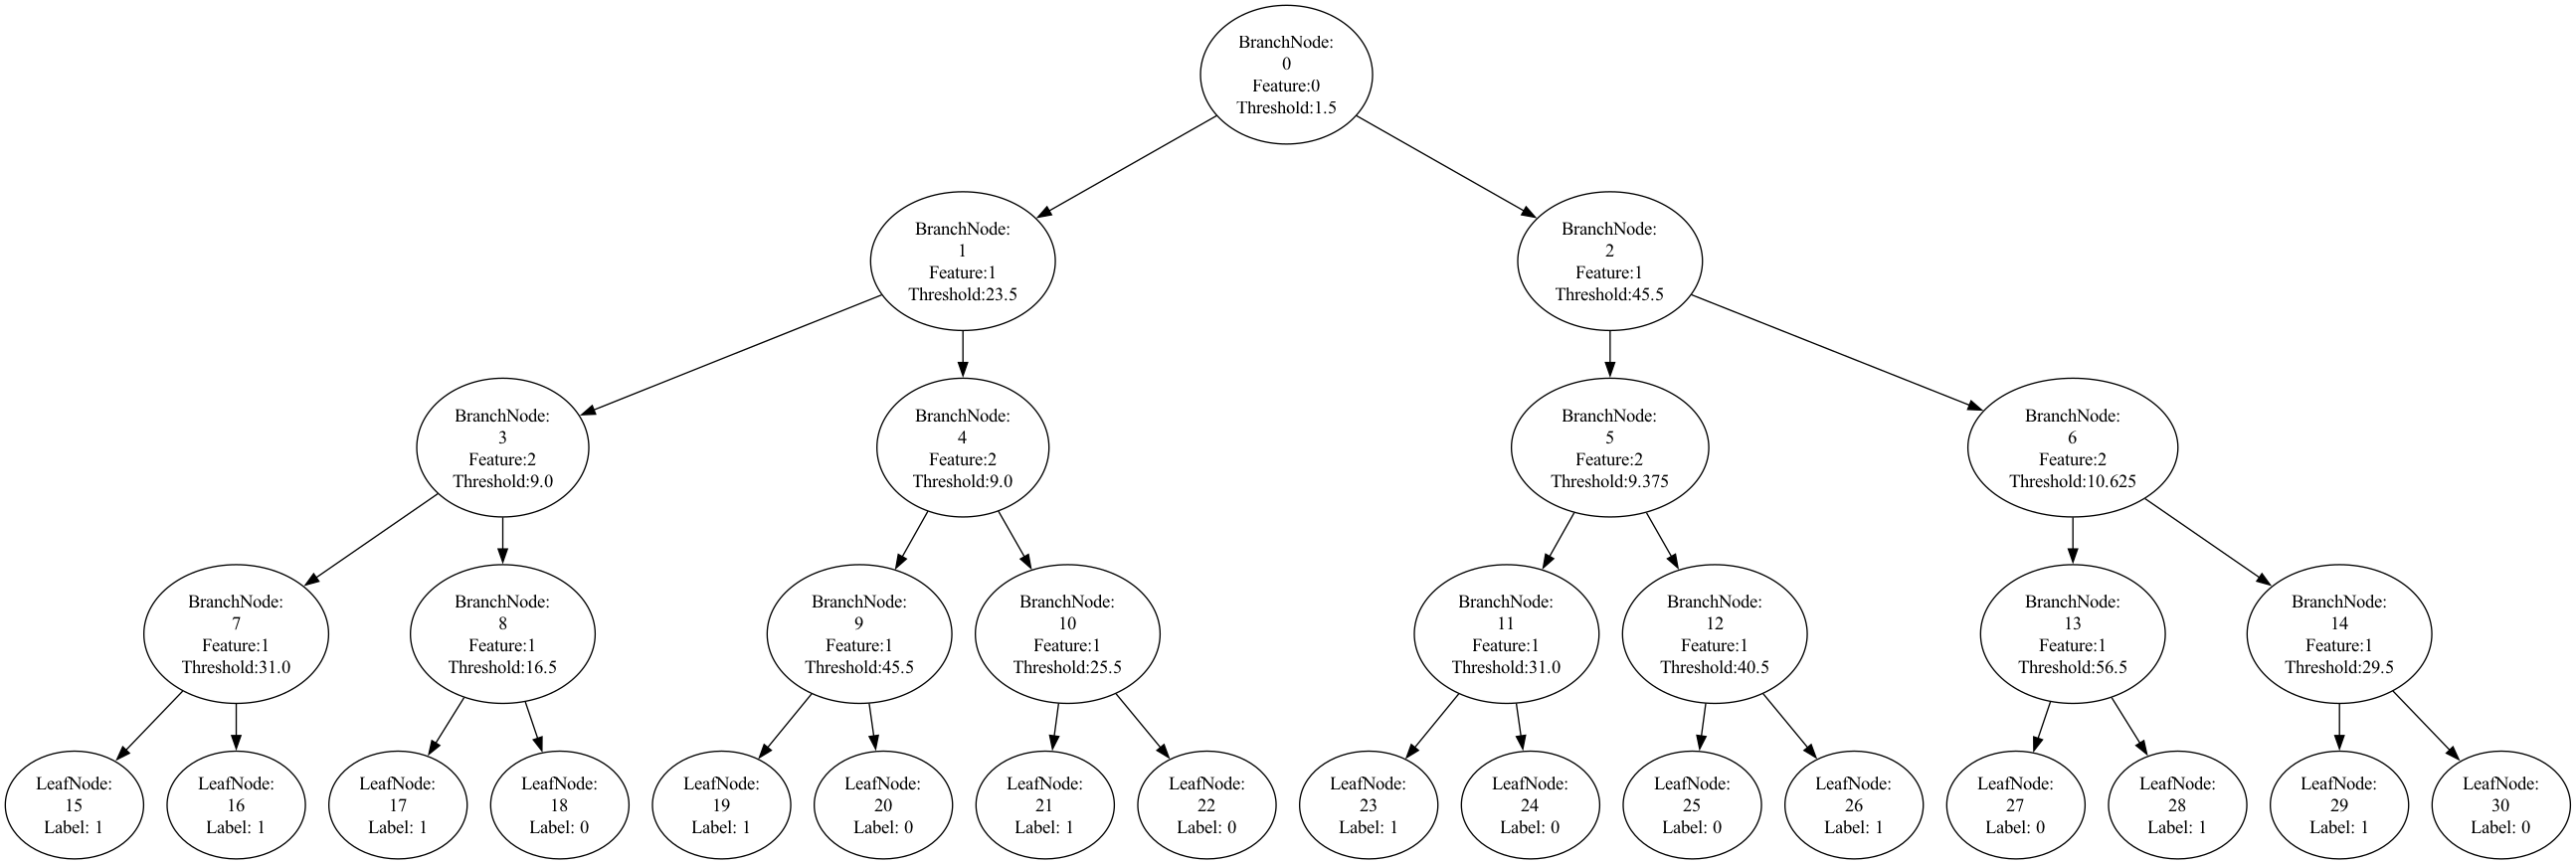 BranchNode:
0
Feature:0
Threshold:1.5
BranchNode:
1
Feature:1
Threshold:23.5
BranchNode:
2
Feature:1
Threshold:45.5
BranchNode:
3
Feature:2
Threshold:9.0
BranchNode:
4
Feature:2
Threshold:9.0
BranchNode:
5
Feature:2
Threshold:9.375
BranchNode:
6
Feature:2
Threshold:10.625
BranchNode:
7
Feature:1
Threshold:31.0
BranchNode:
8
Feature:1
Threshold:16.5
BranchNode:
9
Feature:1
Threshold:45.5
BranchNode:
10
Feature:1
Threshold:25.5
BranchNode:
11
Feature:1
Threshold:31.0
BranchNode:
12
Feature:1
Threshold:40.5
BranchNode:
13
Feature:1
Threshold:56.5
BranchNode:
14
Feature:1
Threshold:29.5
LeafNode:
15
Label: 1
LeafNode:
16
Label: 1
LeafNode:
17
Label: 1
LeafNode:
18
Label: 0
LeafNode:
19
Label: 1
LeafNode:
20
Label: 0
LeafNode:
21
Label: 1
LeafNode:
22
Label: 0
LeafNode:
23
Label: 1
LeafNode:
24
Label: 0
LeafNode:
25
Label: 0
LeafNode:
26
Label: 1
LeafNode:
27
Label: 0
LeafNode:
28
Label: 1
LeafNode:
29
Label: 1
LeafNode:
30
Label: 0